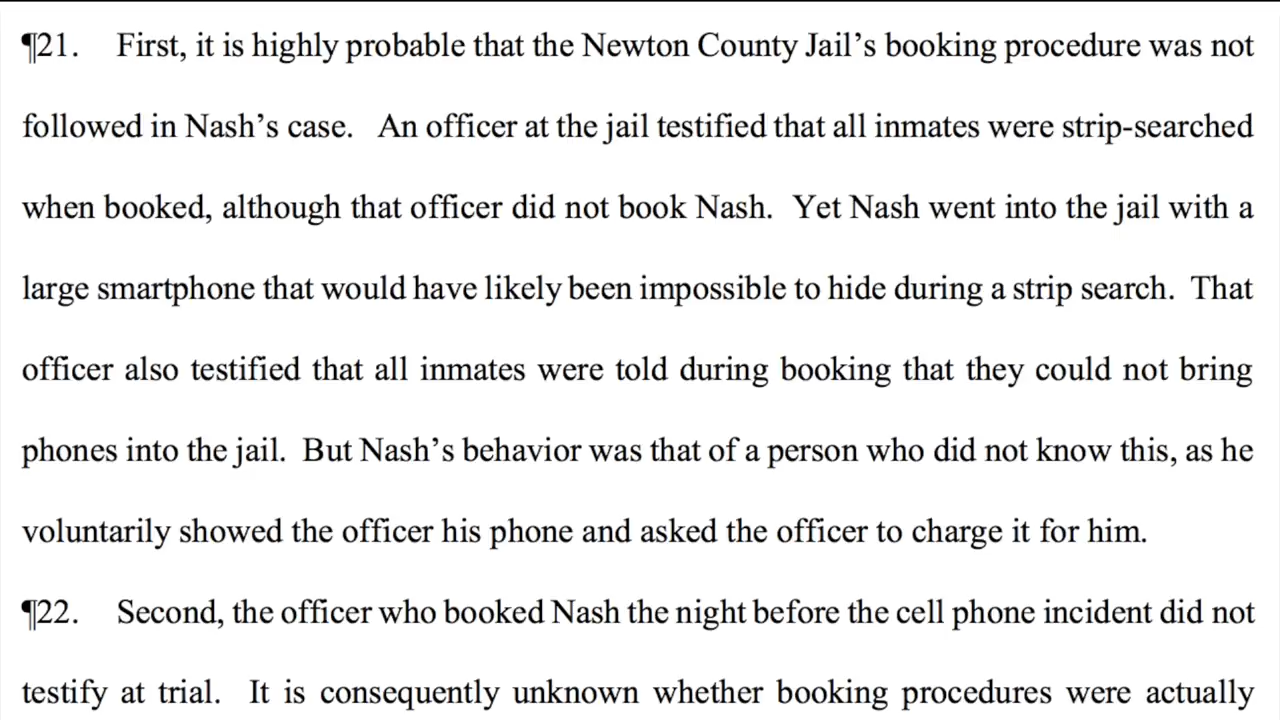 ¶21. First, it is highly probable that the Newton County Jail’s booking procedure was not
followed in Nash’s case. An officer at the jail testified that all inmates were strip-searched
when booked, although that officer did not book Nash. Yet Nash went into the jail with a
large smartphone that would have likely been impossible to hide during a strip search. That
officer also testified that all inmates were told during booking that they could not bring
phones into the jail. But Nash’s behavior was that of a person who did not know this, as he
voluntarily showed the officer his phone and asked the officer to charge it for him.
¶22. Second, the officer who booked Nash the night before the cell phone incident did not
testify at trial. It is consequently unknown whether booking procedures were actually